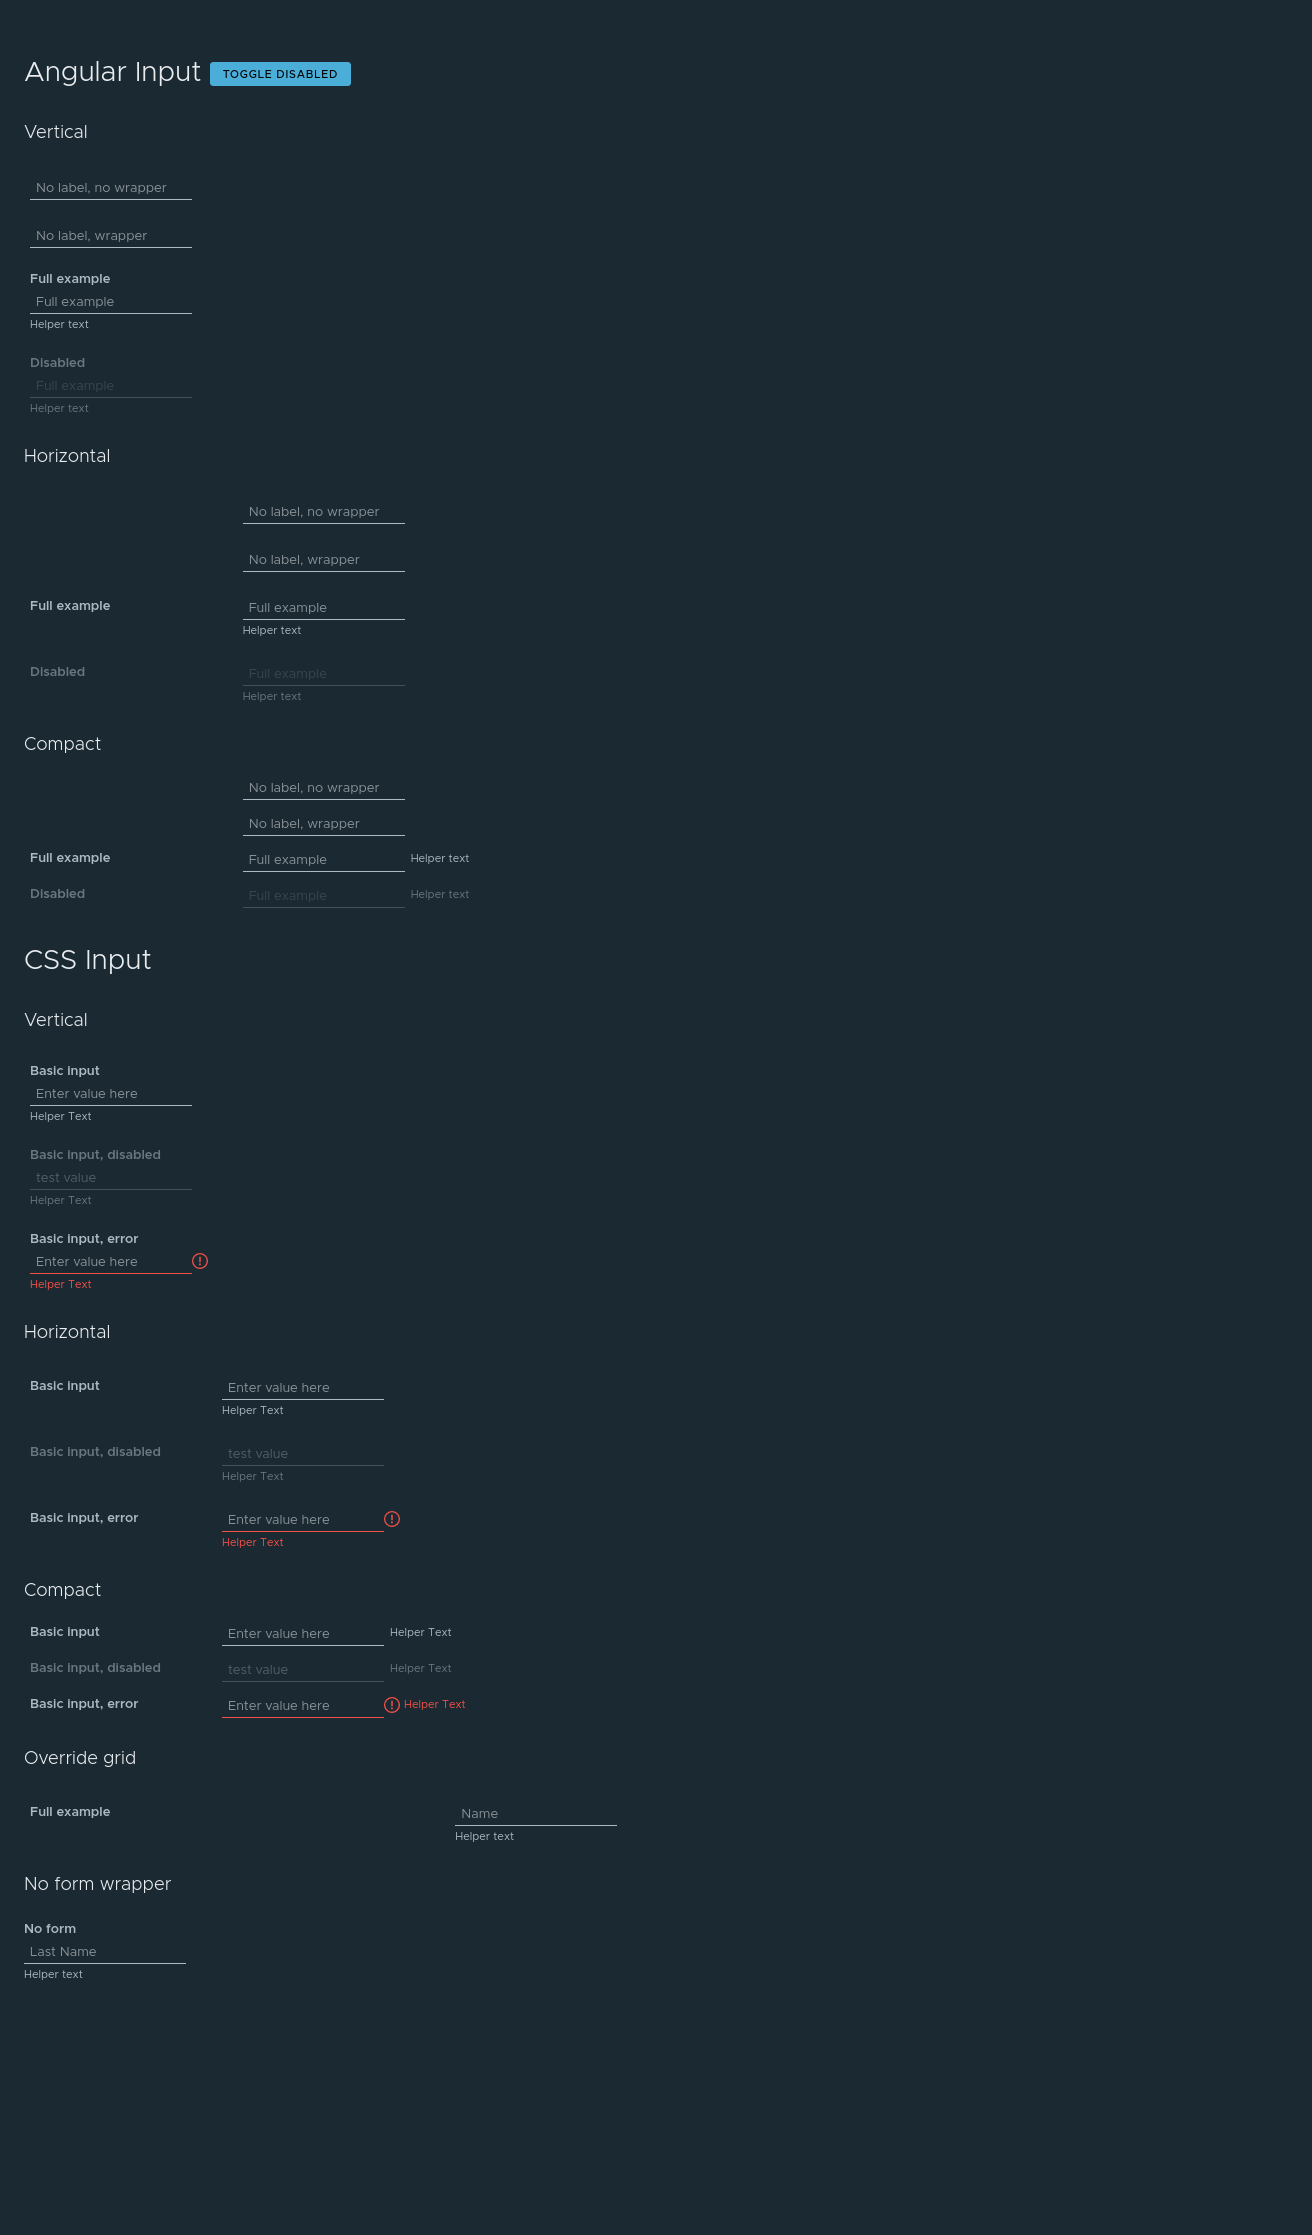 Angular Input TOGGLE DISABLED
Vertical
No label, no wrapper
No label, wrapper
Full example
Full example
Helper text
Disabled
Full example
Helper text
Horizontal
No label, no wrapper
No label, wrapper
Full example Full example
Helper text
Disabled Full example
Helper text
Compact
No label, no wrapper
No label, wrapper
Full example Full example Helper text
Disabled Full example Helper text
CSS Input
Vertical
Basic input
Enter value here
Helper Text
Basic input, disabled
test value
Helper Text
Basic input, error
Enter value here
Helper Text
Horizontal
Basic input Enter value here
Helper Text
Basic input, disabled test value
Helper Text
Basic input, error Enter value here
Helper Text
Compact
Basic input Enter value here Helper Text
Basic input, disabled test value Helper Text
Basic input, error Enter value here Helper Text
Override grid
Full example Name
Helper text
No form wrapper
No form
Last Name
Helper text